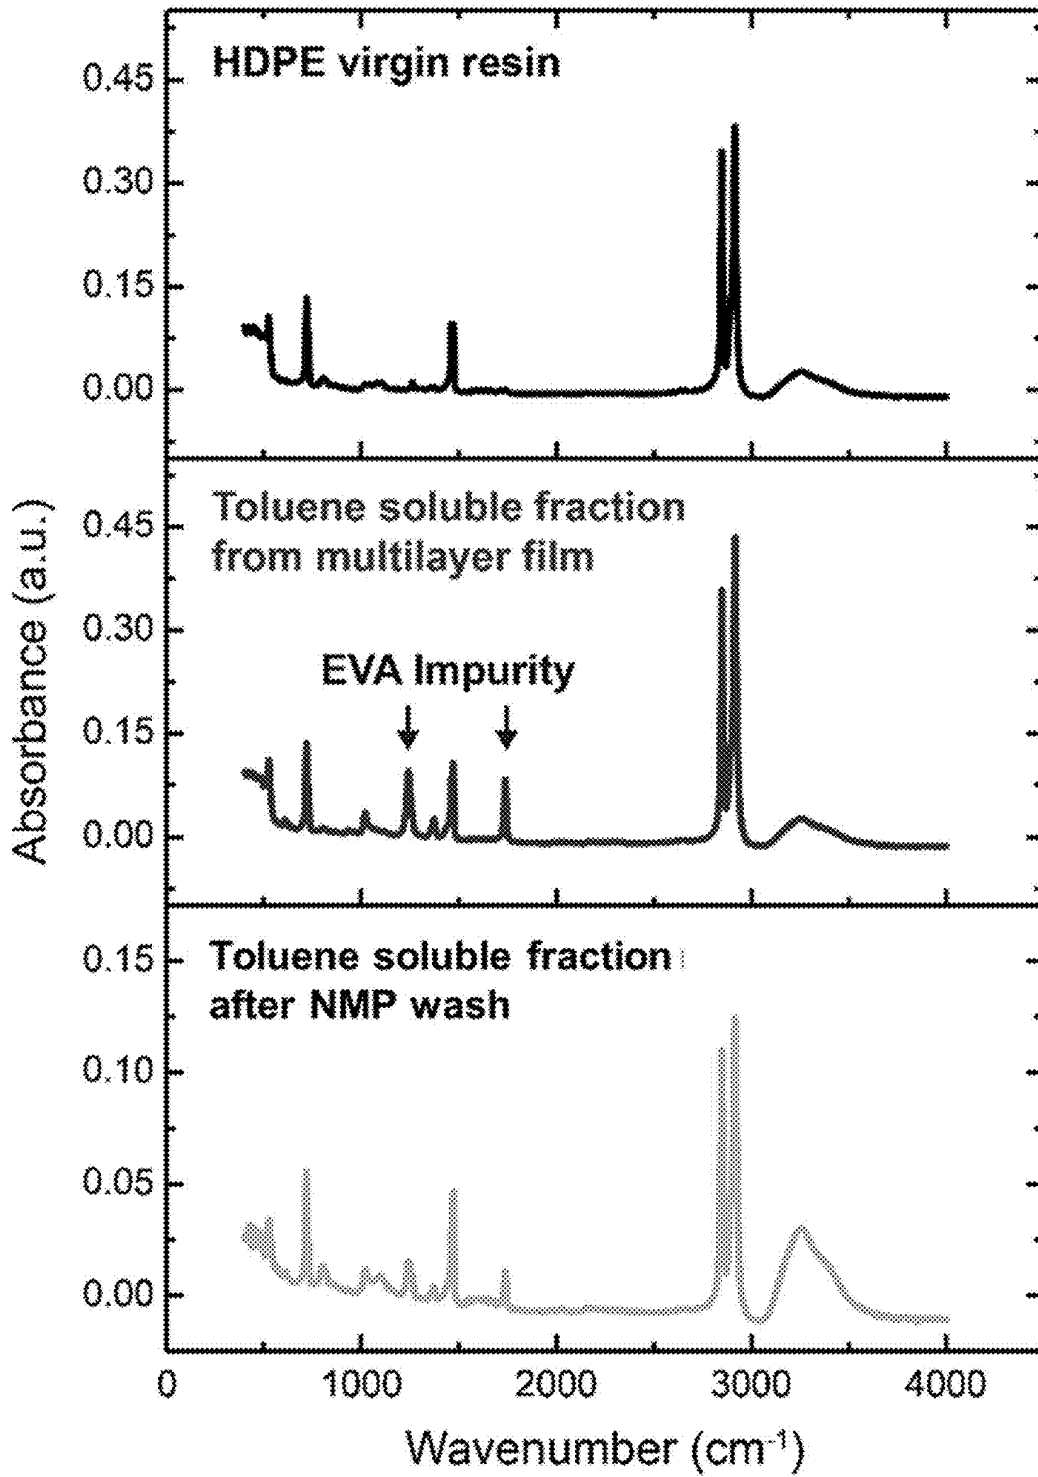 HDPE virgin resin
0.45
0.30
0.15
0.00
Toluene soluble fraction
from multilayer film
0.45
0.30
EVA Impurity
0.15
0.00
Absorbance (a.u.)
Toluene soluble fraction
after NMP wash
0.15
0.10
0.05
0.00
0 1000 2000 3000 4000
Wavenumber (cm⁻¹)